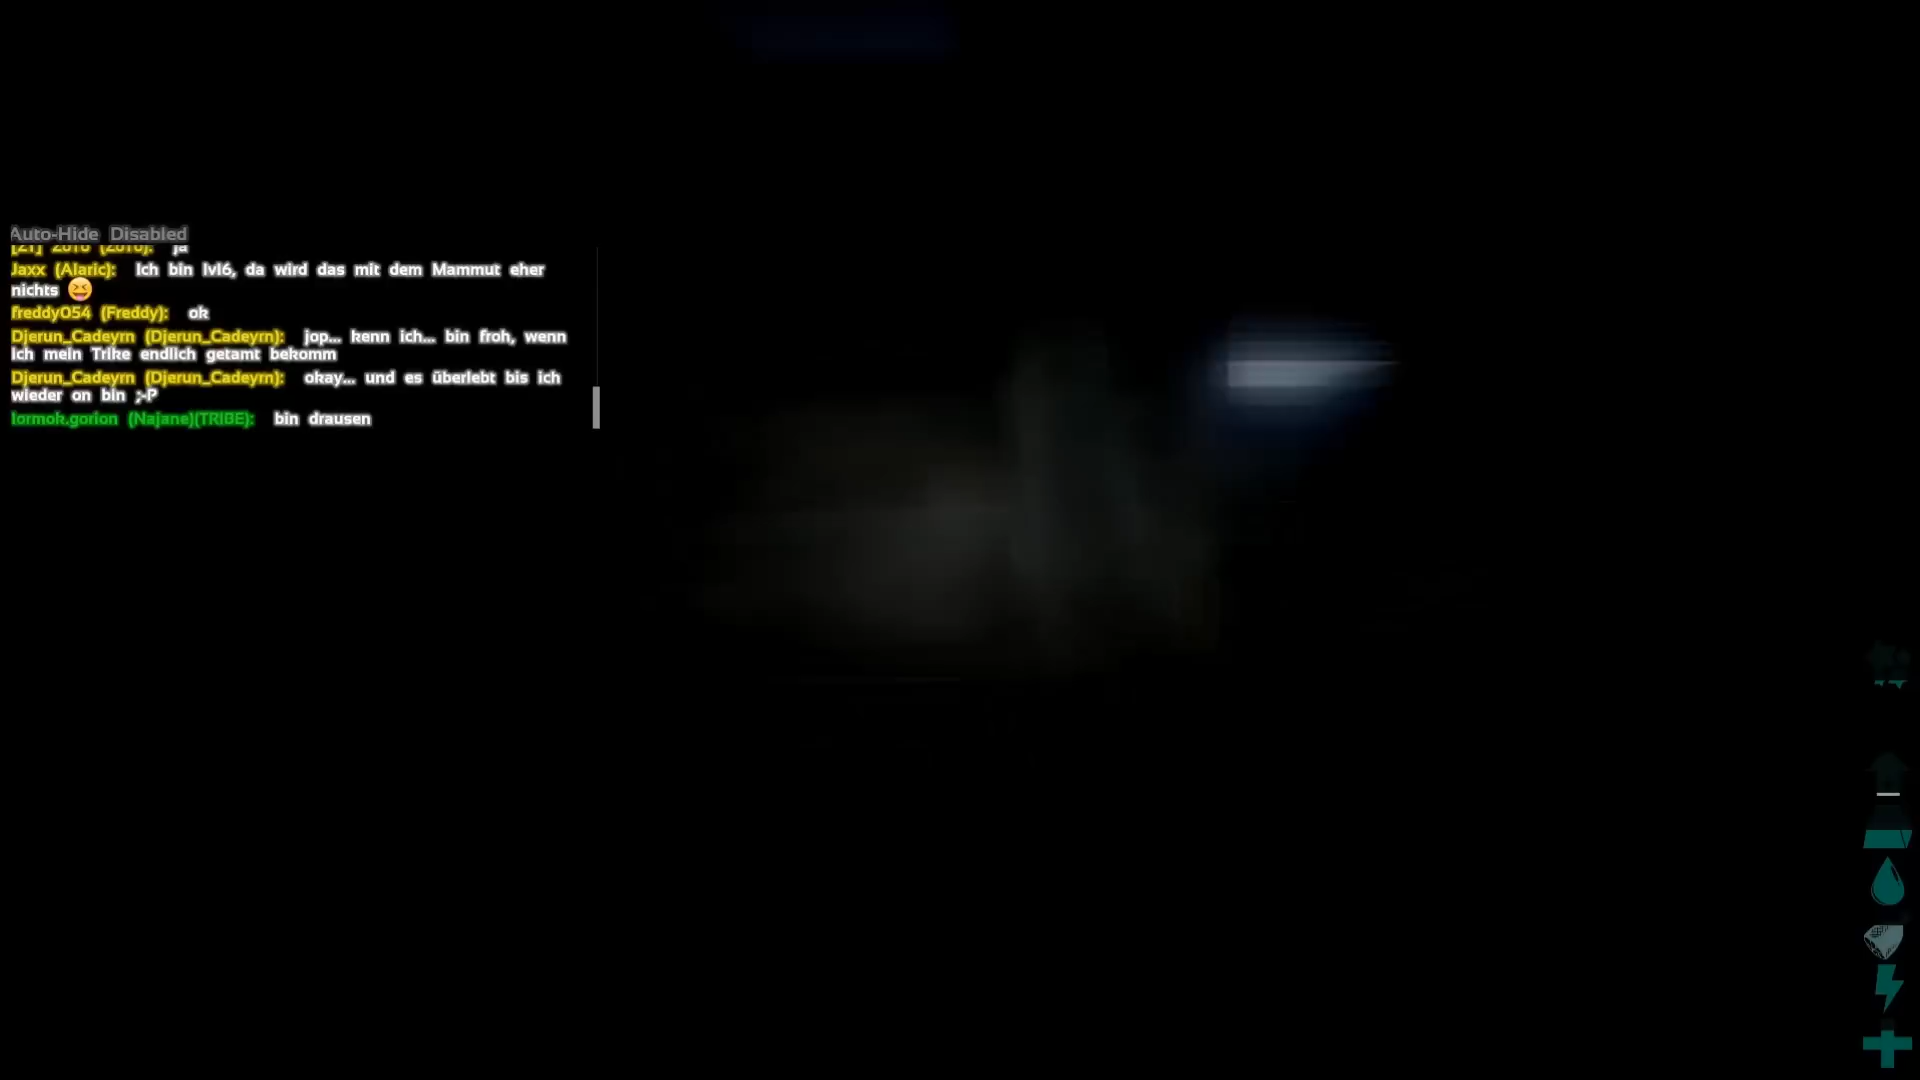 Auto-Hide Disabled
ja
Jaxx (Alaric): Ich bin lvl6, da wird das mit dem Mammut eher
nichts 😝
freddy054 (Freddy): ok
Djerun_Cadeyrn (Djerun_Cadeyrn): jop... kenn ich... bin froh, wenn
ich mein Trike endlich getamt bekomm
Djerun_Cadeyrn (Djerun_Cadeyrn): okay... und es überlebt bis ich
wieder on bin ;-P
lormok.gorion (Najane)(TRIBE): bin drausen